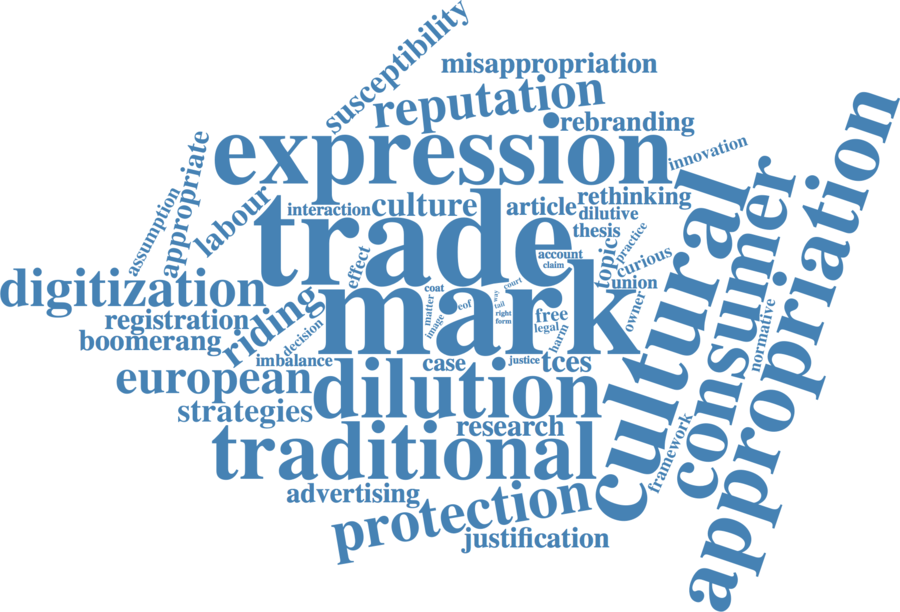 susceptibility
misappropriation
reputation
rebranding
expression
innovation
assumption
appropriate
labour
interaction
culture
article
rethinking
dilutive
thesis
trade
cultural
consumer
appropriation
topic
practice
account
claim
curious
union
effect
digitization
mark
coat
court
matter
image
eof
way
tail
right
form
free
legal
harm
owner
normative
registration
riding
decision
boomerang
imbalance
case
justice
tces
european
dilution
strategies
research
framework
traditional
advertising
protection
justification